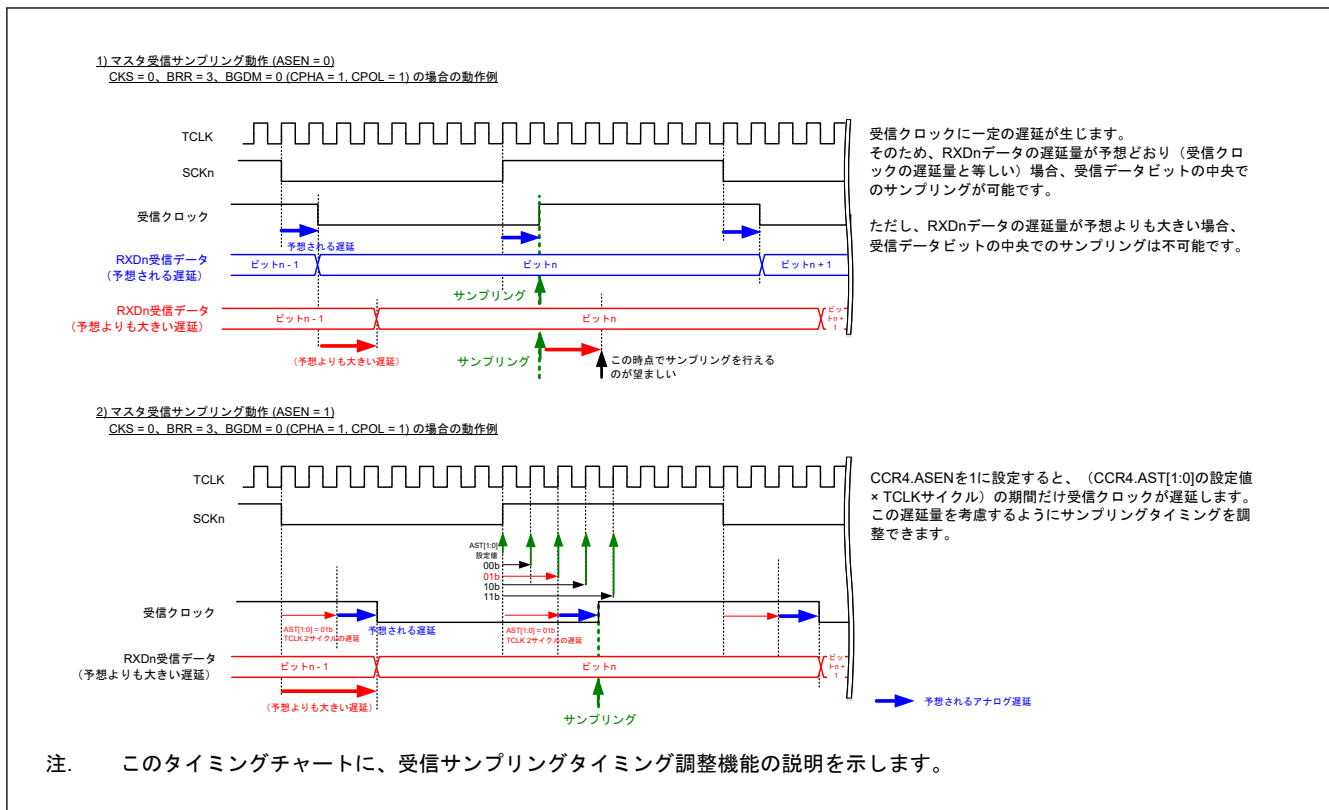 1) マスタ受信サンプリング動作 (ASEN = 0)
CKS = 0、BRR = 3、BGDM = 0 (CPHA = 1, CPOL = 1) の場合の動作例
TCLK
SCKn
受信クロック
予想される遅延
RXDn受信データ
(予想される遅延)
ビットn - 1
ビットn
ビットn + 1
サンプリング
RXDn受信データ
(予想よりも大きい遅延)
ビットn - 1
ビットn
ビッ
トn +
1
(予想よりも大きい遅延)
サンプリング
この時点でサンプリングを行える
のが望ましい
受信クロックに一定の遅延が生じます。
そのため、RXDnデータの遅延量が予想どおり（受信クロ
ックの遅延量と等しい）場合、受信データビットの中央で
のサンプリングが可能です。
ただし、RXDnデータの遅延量が予想よりも大きい場合、
受信データビットの中央でのサンプリングは不可能です。
2) マスタ受信サンプリング動作 (ASEN = 1)
CKS = 0、BRR = 3、BGDM = 0 (CPHA = 1, CPOL = 1) の場合の動作例
TCLK
SCKn
AST[1:0]
設定値
00b
01b
10b
11b
受信クロック
AST[1:0] = 01b
TCLK 2サイクルの遅延
予想される遅延
AST[1:0] = 01b
TCLK 2サイクルの遅延
RXDn受信データ
(予想よりも大きい遅延)
ビットn - 1
ビットn
ビッ
トn +
1
(予想よりも大きい遅延)
サンプリング
CCR4.ASENを1に設定すると、（CCR4.AST[1:0]の設定値
× TCLKサイクル）の期間だけ受信クロックが遅延します。
この遅延量を考慮するようにサンプリングタイミングを調
整できます。
予想されるアナログ遅延
注. このタイミングチャートに、受信サンプリングタイミング調整機能の説明を示します。